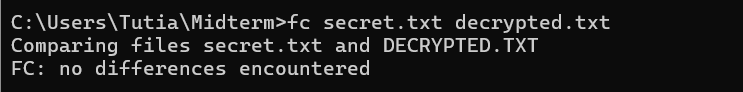 C:\Users\Tutia\Midterm>fc secret.txt decrypted.txt
Comparing files secret.txt and DECRYPTED.TXT
FC: no differences encountered